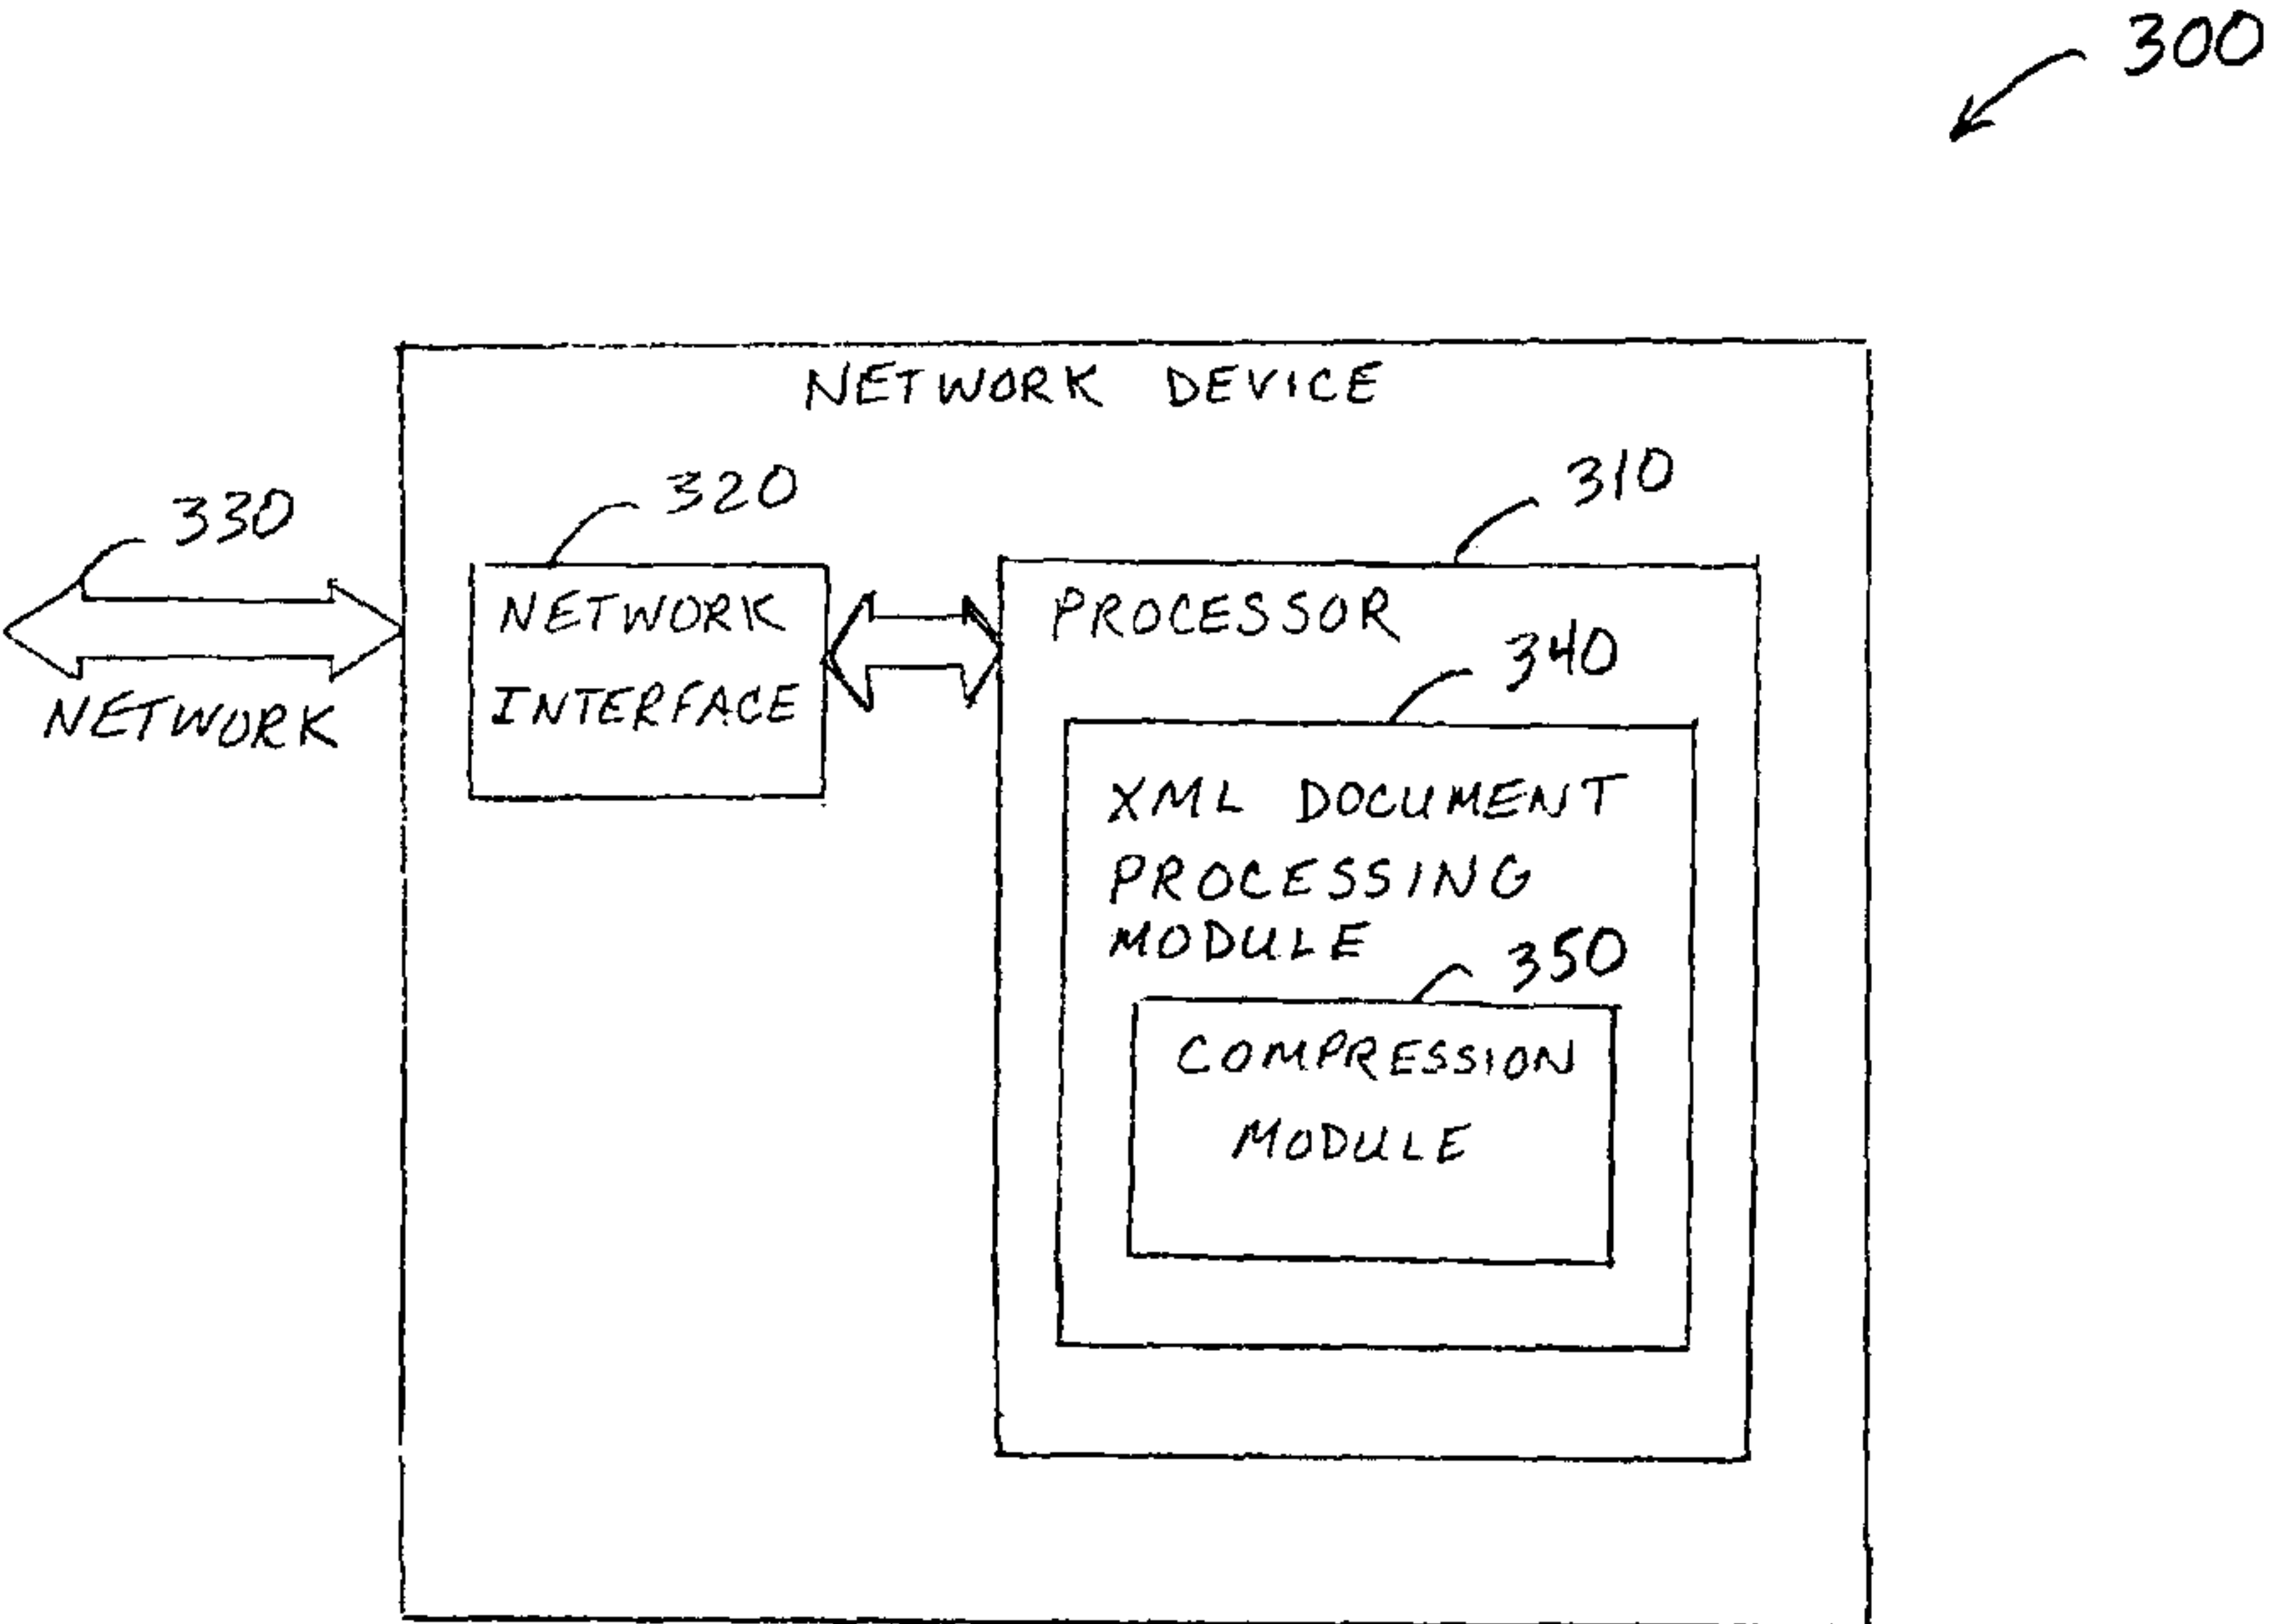 300
NETWORK DEVICE
330
320
310
NETWORK
NETWORK
INTERFACE
PROCESSOR
340
XML DOCUMENT
PROCESSING
MODULE
350
COMPRESSION
MODULE